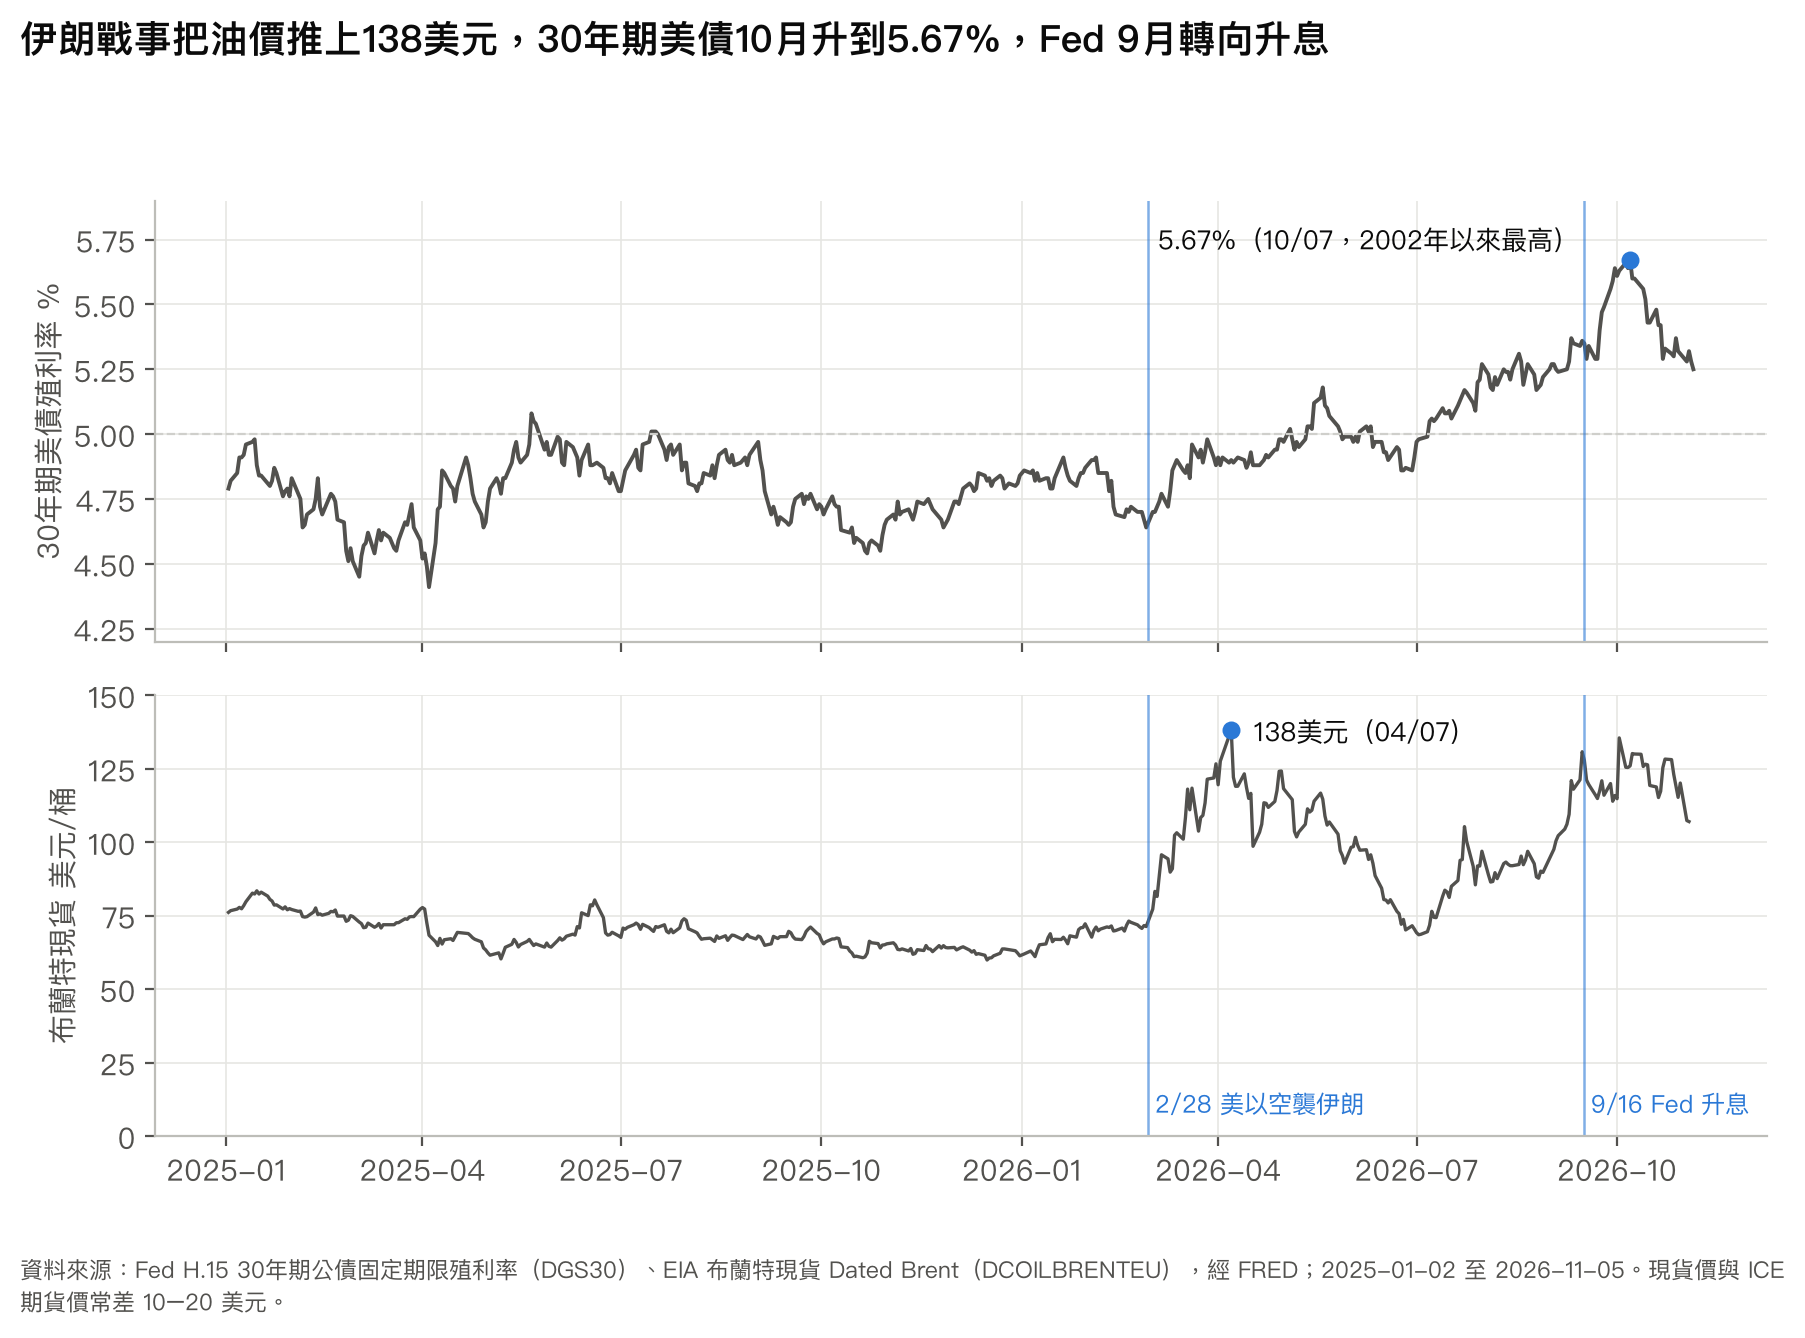 伊朗戰事把油價推上138美元，30年期美債10月升到5.67%，Fed 9月轉向升息
30年期美債殖利率 %
5.75
5.50
5.25
5.00
4.75
4.50
4.25
5.67%（10/07，2002年以來最高）
布蘭特現貨 美元/桶
150
125
100
75
50
25
0
138美元（04/07）
2/28 美以空襲伊朗
9/16 Fed 升息
2025-01
2025-04
2025-07
2025-10
2026-01
2026-04
2026-07
2026-10
資料來源：Fed H.15 30年期公債固定期限殖利率（DGS30）、EIA 布蘭特現貨 Dated Brent（DCOILBRENTEU），經 FRED；2025-01-02 至 2026-11-05。現貨價與 ICE
期貨價常差 10–20 美元。